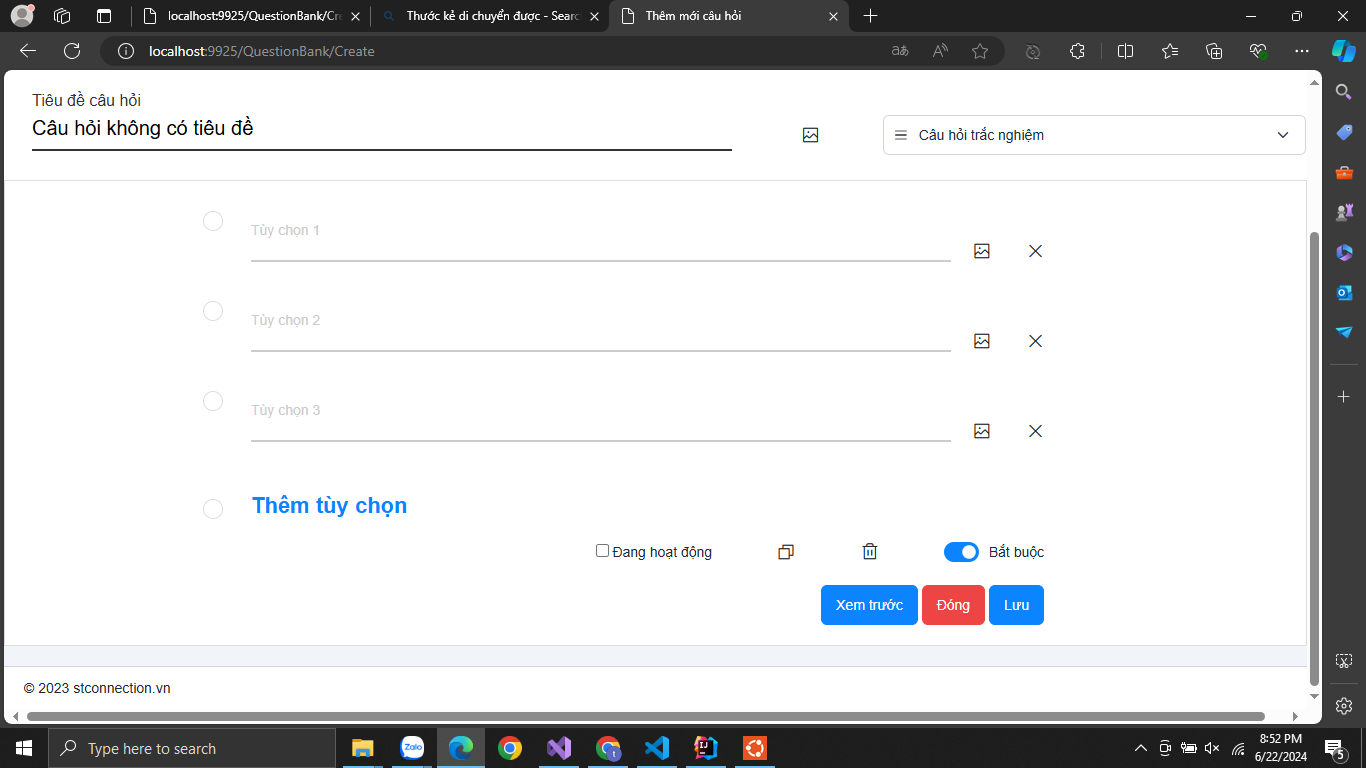 localhost:9925/QuestionBank/Cre
Thước kẻ di chuyển được - Searc
Thêm mới câu hỏi
localhost:9925/QuestionBank/Create
Tiêu đề câu hỏi
Câu hỏi không có tiêu đề
Câu hỏi trắc nghiệm
Tùy chọn 1
Tùy chọn 2
Tùy chọn 3
Thêm tùy chọn
Đang hoạt động
Bắt buộc
Xem trước
Đóng
Lưu
© 2023 stconnection.vn
Type here to search
Zalo
8:52 PM
6/22/2024
5